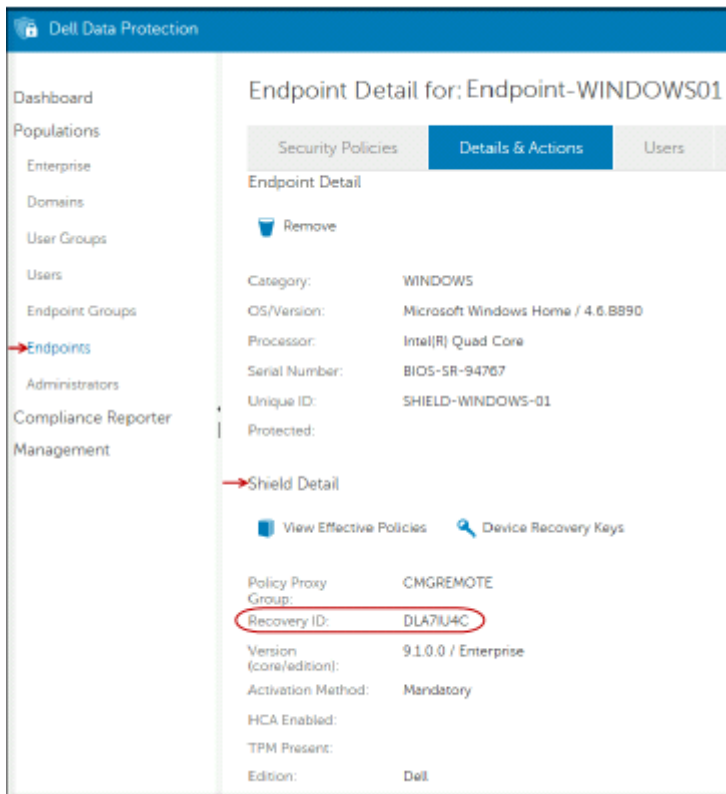 Dell Data Protection
Dashboard
Populations
Enterprise
Domains
User Groups
Users
Endpoint Groups
Endpoints
Administrators
Compliance Reporter
Management
Endpoint Detail for: Endpoint-WINDOWS01
Security Policies
Details & Actions
Users
Endpoint Detail
Remove
Category: WINDOWS
OS/Version: Microsoft Windows Home / 4.6.B890
Processor: Intel(R) Quad Core
Serial Number: BIOS-SR-94767
Unique ID: SHIELD-WINDOWS-01
Protected:
Shield Detail
View Effective Policies
Device Recovery Keys
Policy Proxy CMGREMOTE
Group:
Recovery ID: DLA7IU4C
Version 9.1.0.0 / Enterprise
(core/edition):
Activation Method: Mandatory
HCA Enabled:
TPM Present:
Edition: Dell